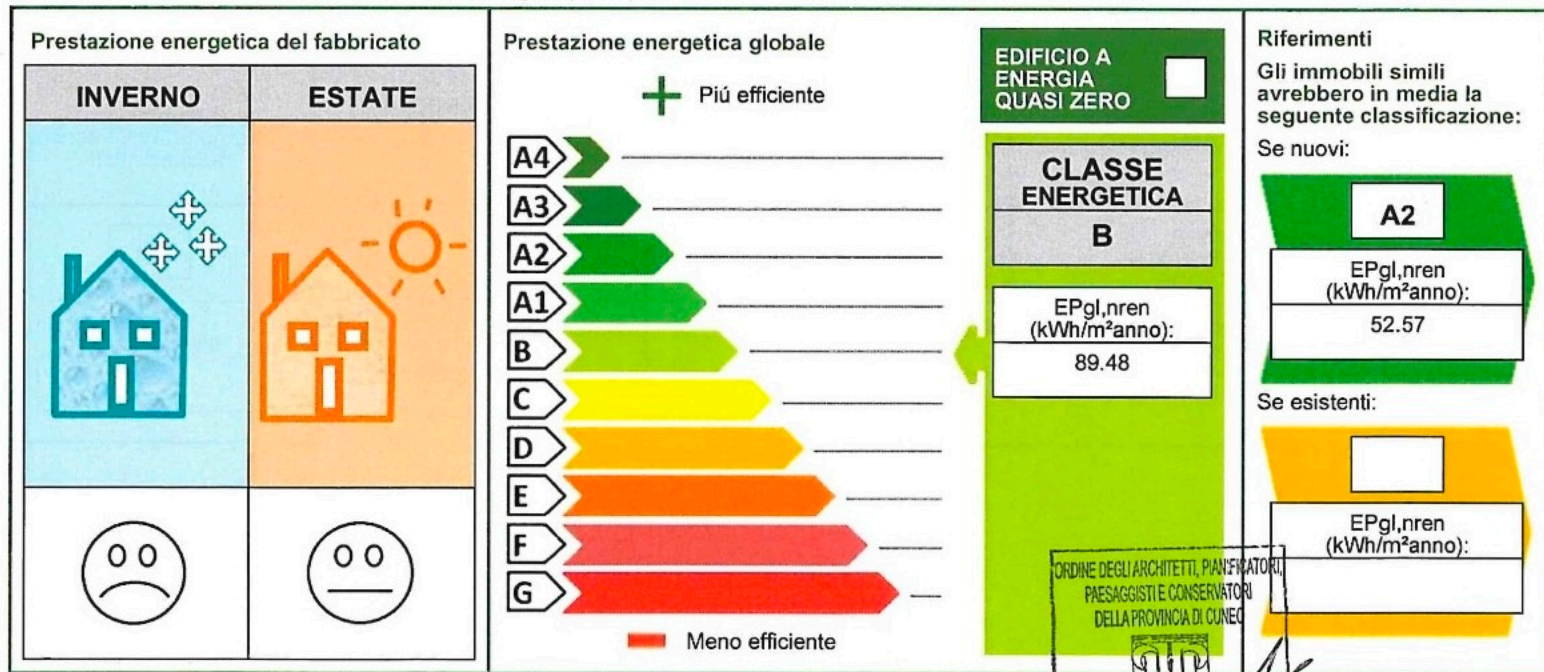 Prestazione energetica del fabbricato
INVERNO
ESTATE
Prestazione energetica globale
Piú efficiente
A4
A3
A2
A1
B
C
D
E
F
G
Meno efficiente
EDIFICIO A
ENERGIA
QUASI ZERO
CLASSE
ENERGETICA
B
EPgl,nren
(kWh/m²anno):
89.48
ORDINE DEGLI ARCHITETTI, PIANIFICATORI,
PAESAGGISTI E CONSERVATORI
DELLA PROVINCIA DI CUNEO
Riferimenti
Gli immobili simili
avrebbero in media la
seguente classificazione:
Se nuovi:
A2
EPgl,nren
(kWh/m²anno):
52.57
Se esistenti:
EPgl,nren
(kWh/m²anno):